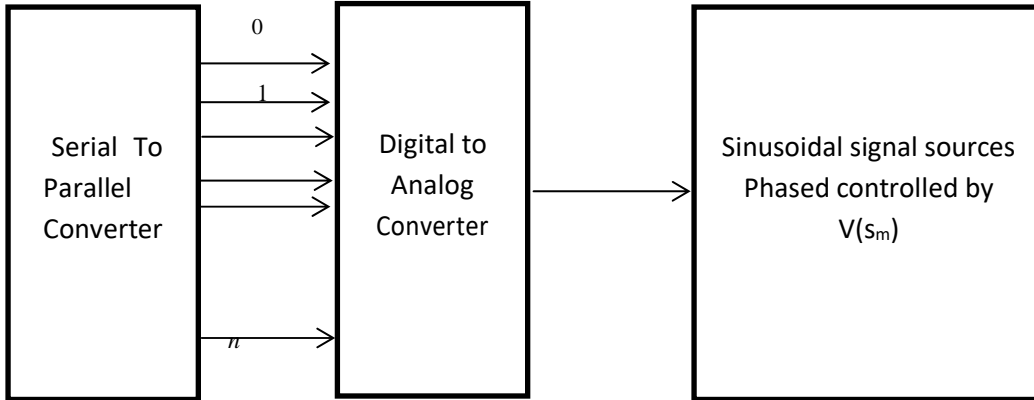 0
1
n
Serial To
Parallel
Converter
Digital to
Analog
Converter
Sinusoidal signal sources
Phased controlled by
V(sₘ)